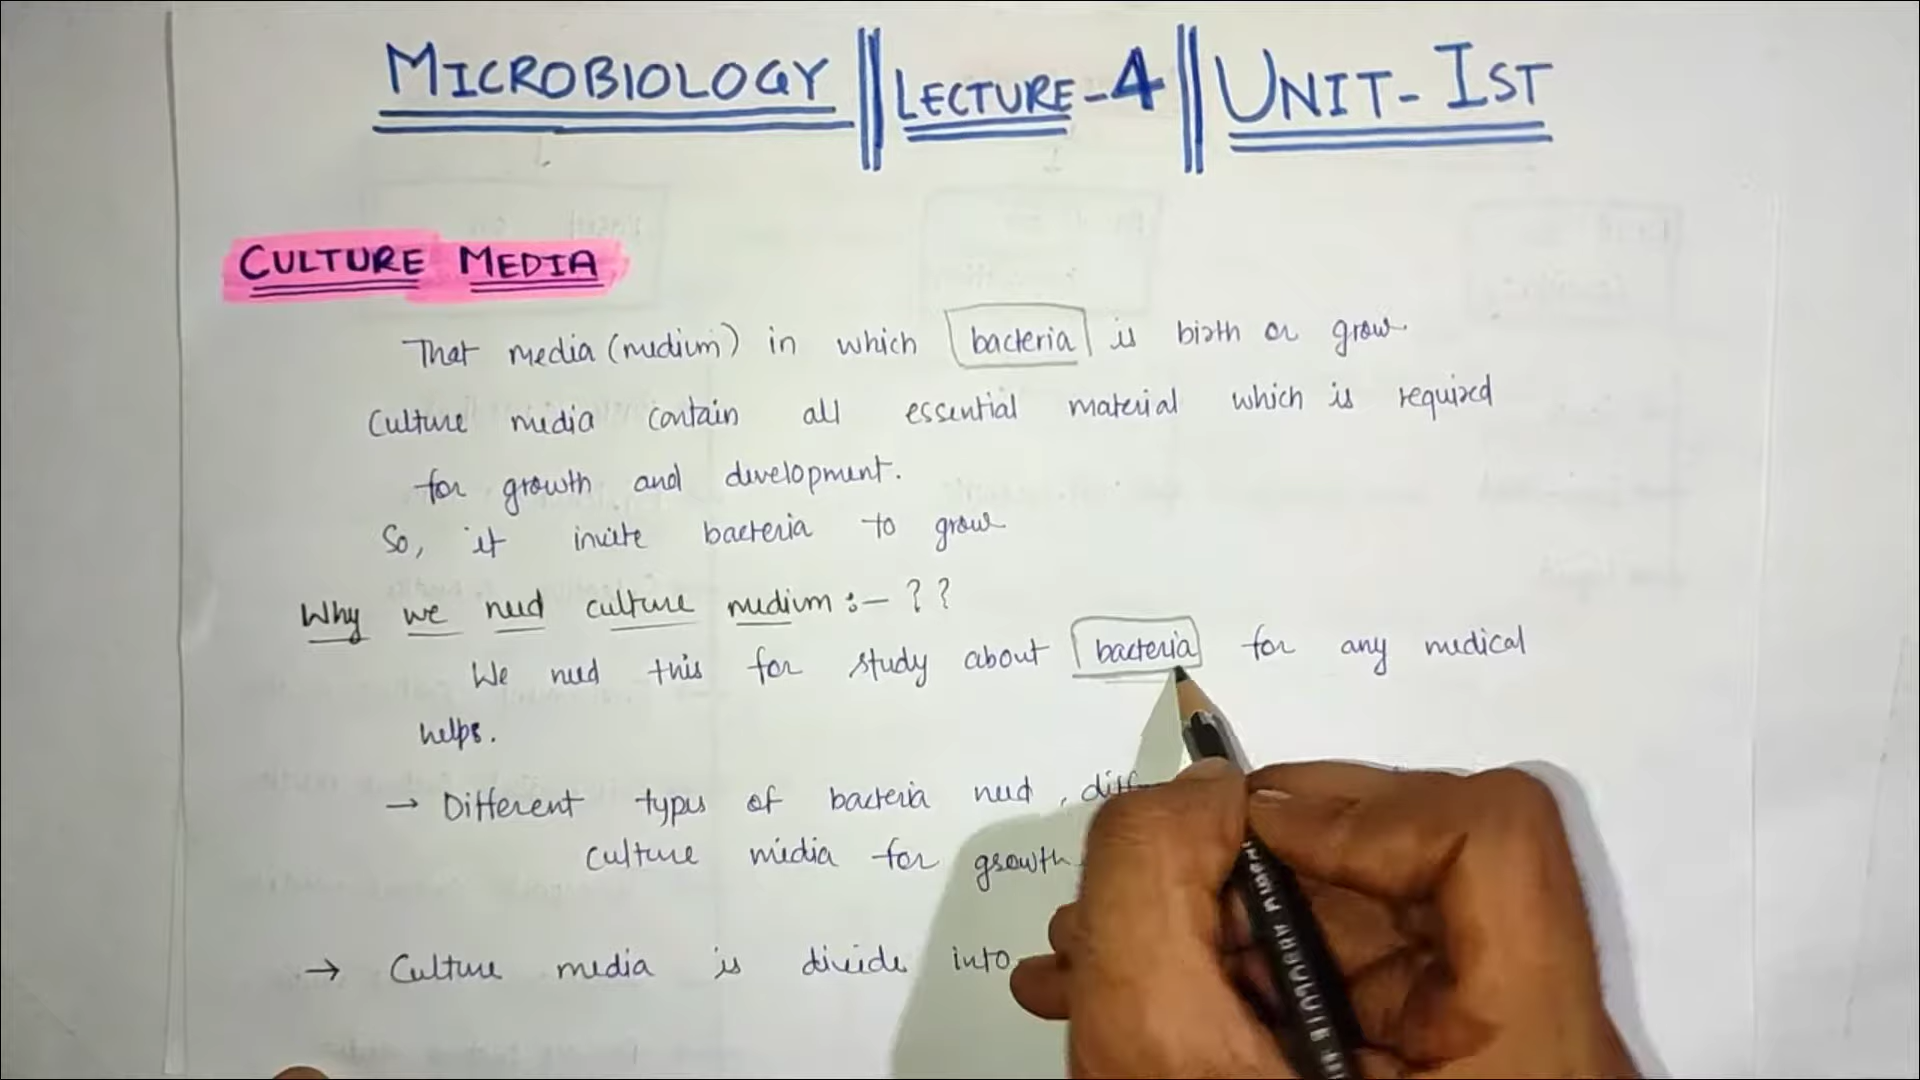 MICROBIOLOGY || LECTURE-4 || UNIT-IST
CULTURE MEDIA
That media (medium) in which bacteria is birth or grow.
Culture media contain all essential material which is required
for growth and development.
So, it invite bacteria to grow
Why we need culture medium :- ??
We need this for study about bacteria for any medical
helps.
→ Different types of bacteria need,
culture media for growth
→ Culture media is divide into